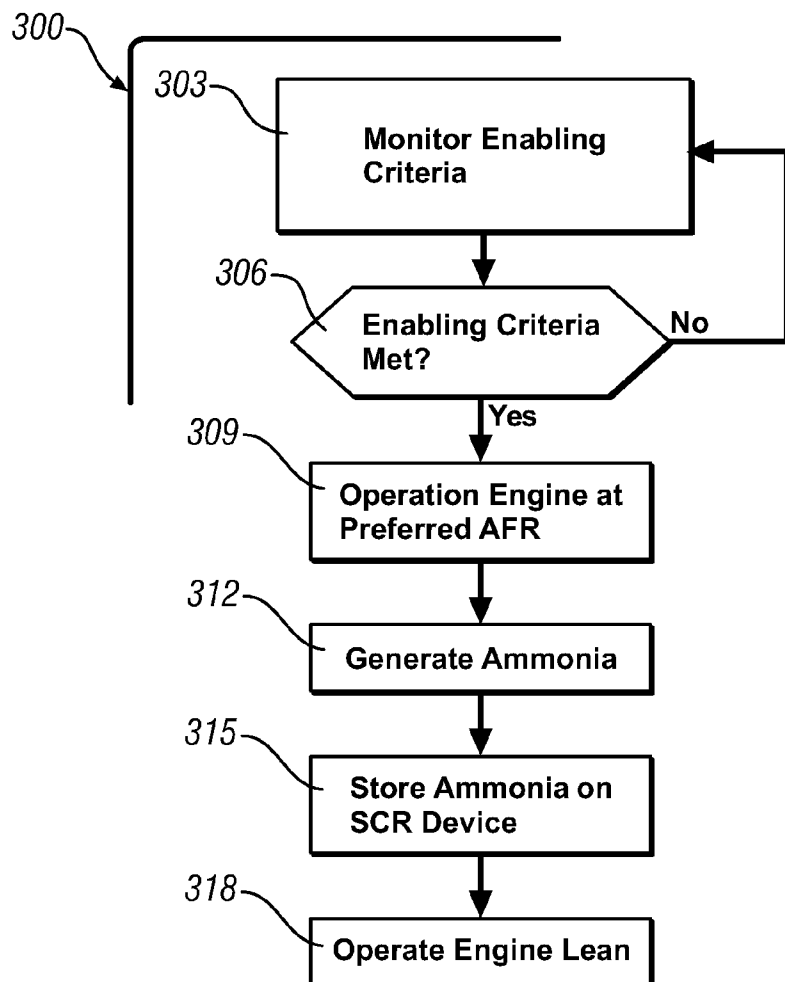 300
303
Monitor Enabling
Criteria
306
Enabling Criteria
Met?
No
Yes
309
Operation Engine at
Preferred AFR
312
Generate Ammonia
315
Store Ammonia on
SCR Device
318
Operate Engine Lean